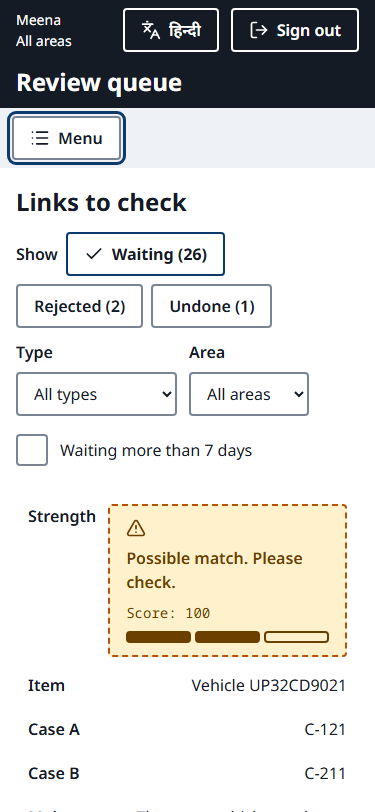 Meena
All areas
हिन्दी
Sign out
Review queue
Menu
Links to check
Show
Waiting (26)
Rejected (2)
Undone (1)
Type
Area
All types
All areas
Waiting more than 7 days
Strength
Possible match. Please
check.
Score: 100
Item
Vehicle UP32CD9021
Case A
C-121
Case B
C-211